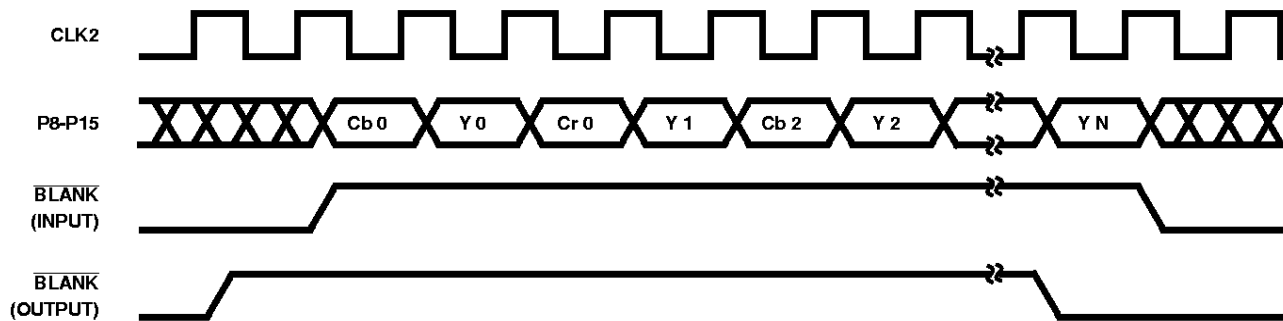 CLK2
P8-P15
Cb 0 Y 0 Cr 0 Y 1 Cb 2 Y 2 Y N
BLANK
(INPUT)
BLANK
(OUTPUT)